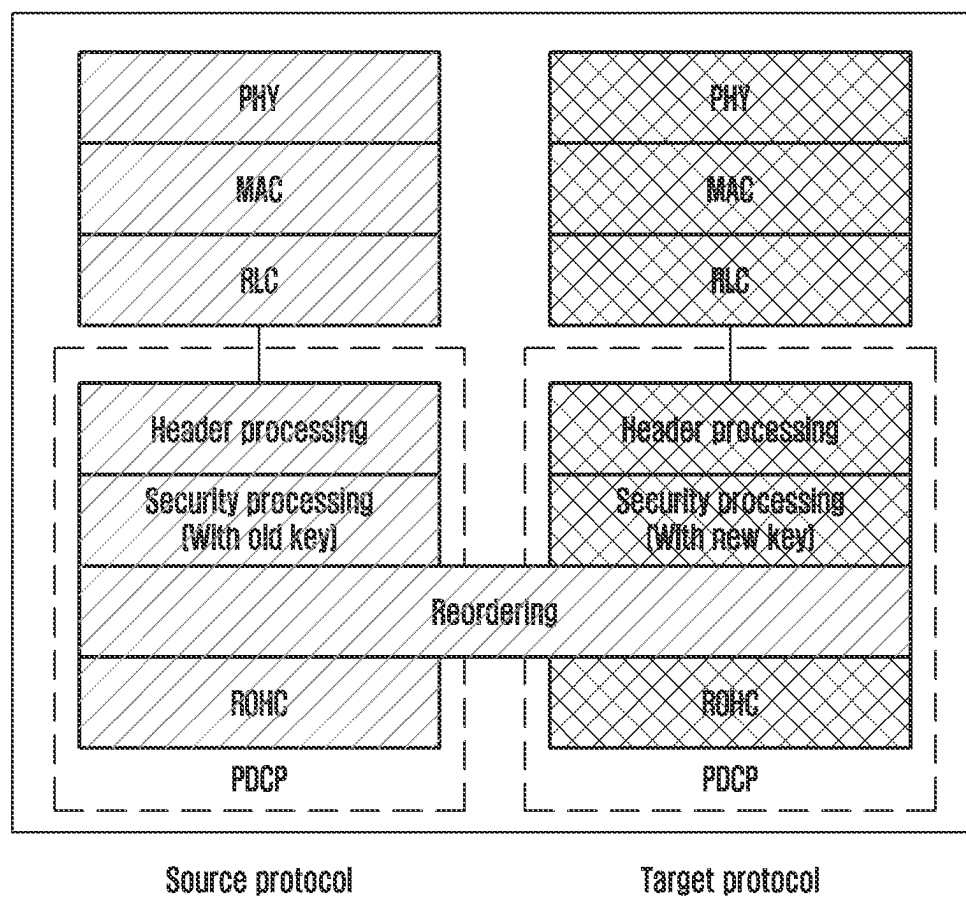 PHY
MAC
RLC
Header processing
Security processing
(With old key)
PHY
MAC
RLC
Header processing
Security processing
(With new key)
Reordering
ROHC
PDCP
ROHC
PDCP
Source protocol
Target protocol